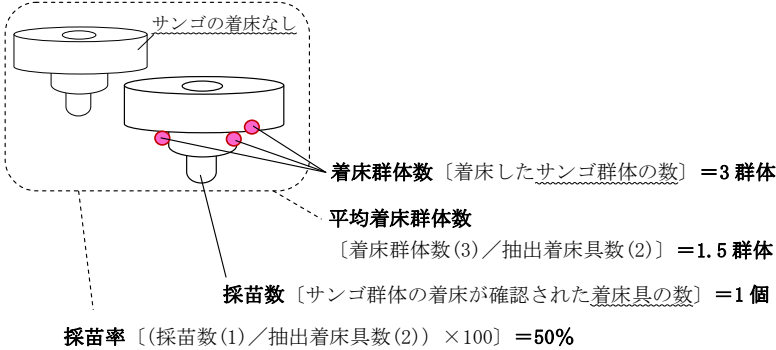 サンゴの着床なし
着床群体数〔着床したサンゴ群体の数〕＝3 群体
平均着床群体数
〔着床群体数(3)／抽出着床具数(2)〕＝1.5 群体
採苗数〔サンゴ群体の着床が確認された着床具の数〕＝1 個
採苗率〔(採苗数(1)／抽出着床具数(2)) ×100〕＝50%